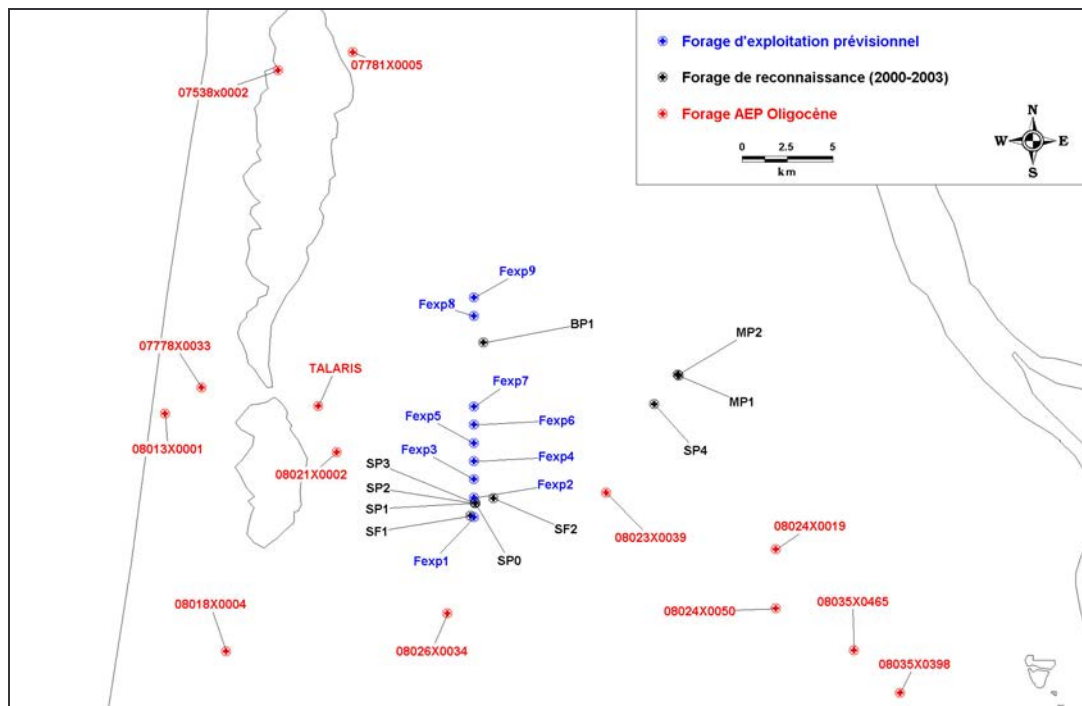 Forage d'exploitation prévisionnel
Forage de reconnaissance (2000-2003)
Forage AEP Oligocène
0 2.5 5
km
N
W E
S
07781X0005
07538x0002
Fexp9
Fexp8
BP1
MP2
07778X0033
TALARIS
Fexp7
MP1
Fexp5
Fexp6
08013X0001
SP4
Fexp3
Fexp4
SP3
08021X0002
SP2
Fexp2
SP1
SF1
SF2
08023X0039
08024X0019
Fexp1
SP0
08018X0004
08024X0050
08035X0465
08026X0034
08035X0398